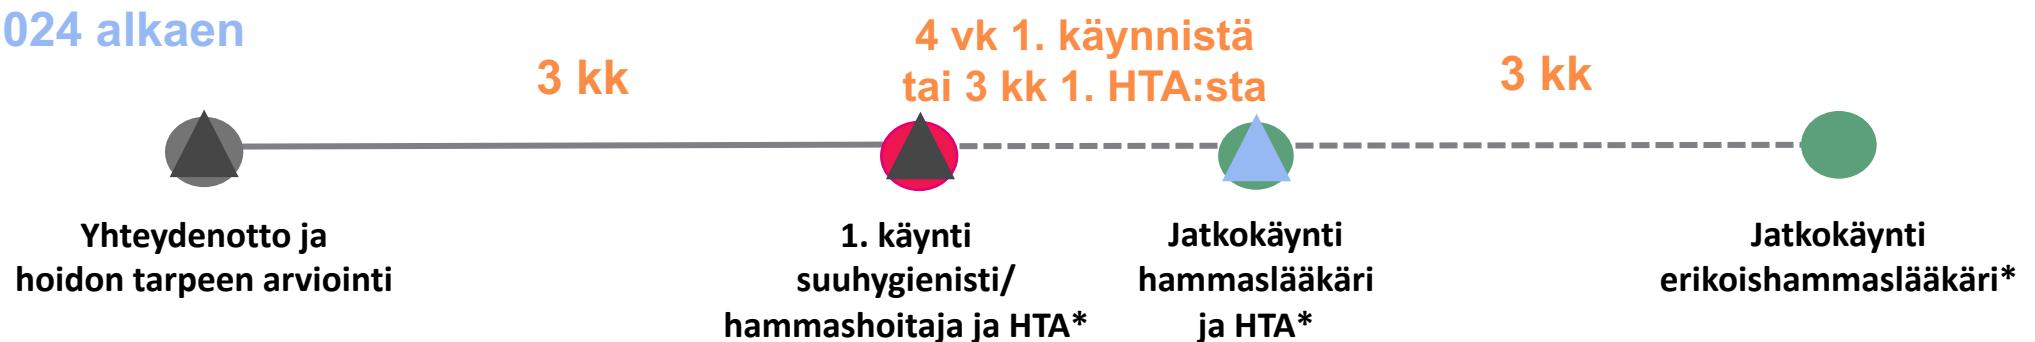 024 alkaen
3 kk
4 vk 1. käynnistä
tai 3 kk 1. HTA:sta
3 kk
Yhteydenotto ja
hoidon tarpeen arviointi
1. käynti
suuhygienisti/
hammashoitaja ja HTA*
Jatkokäynti
hammaslääkäri
ja HTA*
Jatkokäynti
erikoishammaslääkäri*